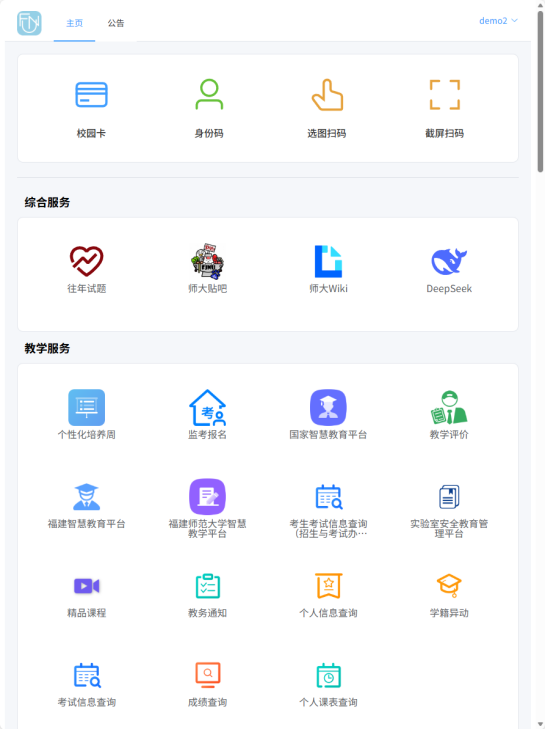 主页
公告
demo2
校园卡
身份码
选图扫码
截屏扫码
综合服务
往年试题
师大贴吧
师大Wiki
DeepSeek
教学服务
个性化培养周
监考报名
国家智慧教育平台
教学评价
福建智慧教育平台
福建师范大学智慧
教学平台
考生考试信息查询
（招生与考试办…
实验室安全教育管
理平台
精品课程
教务通知
个人信息查询
学籍异动
考试信息查询
成绩查询
个人课表查询